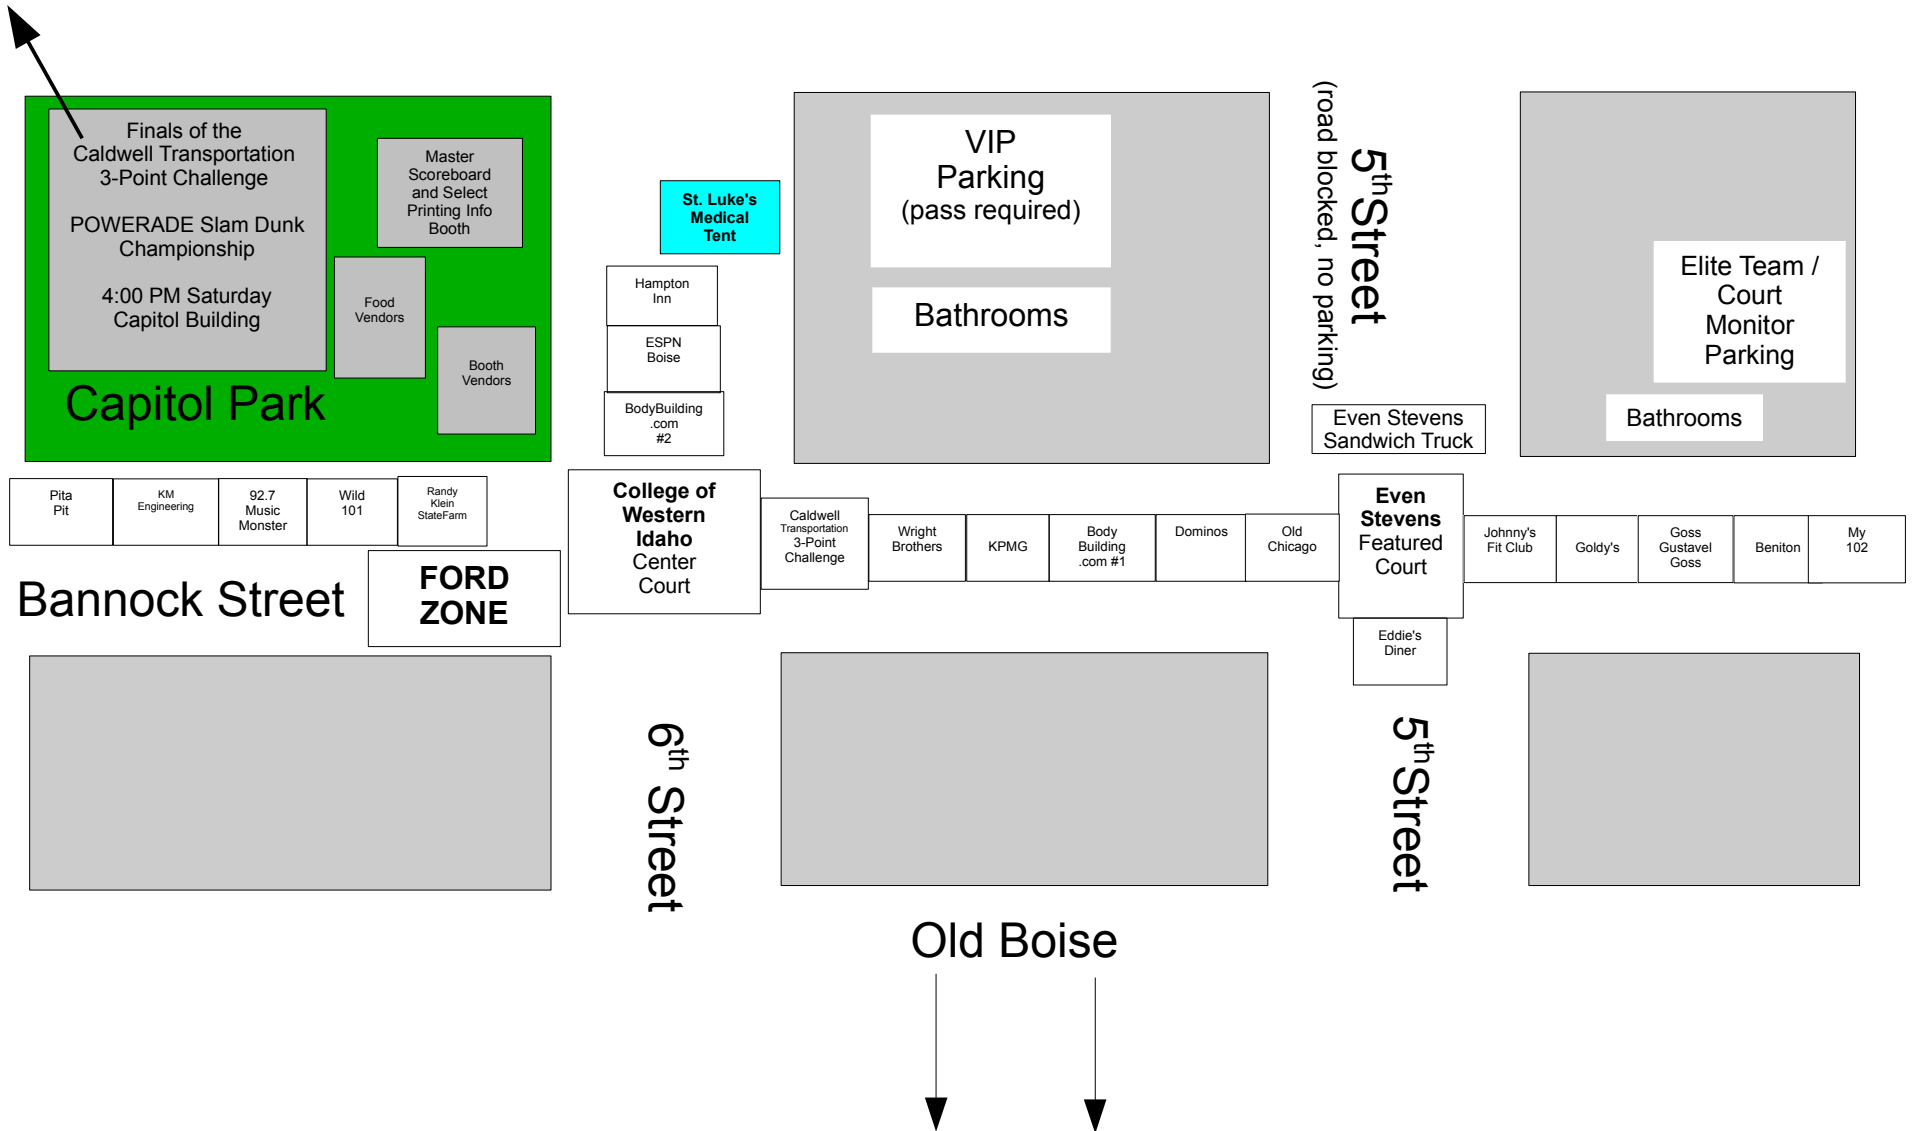 Finals of the
Caldwell Transportation
3-Point Challenge
POWERADE Slam Dunk
Championship
4:00 PM Saturday
Capitol Building
Master
Scoreboard
and Select
Printing Info
Booth
Food
Vendors
Booth
Vendors
Capitol Park
St. Luke's
Medical
Tent
Hampton
Inn
ESPN
Boise
BodyBuilding
.com
#2
VIP
Parking
(pass required)
Bathrooms
5th Street
(road blocked, no parking)
Elite Team /
Court
Monitor
Parking
Bathrooms
Even Stevens
Sandwich Truck
Pita
Pit
KM
Engineering
92.7
Music
Monster
Wild
101
Randy
Klein
StateFarm
College of
Western
Idaho
Center
Court
Caldwell
Transportation
3-Point
Challenge
Wright
Brothers
KPMG
Body
Building
.com #1
Dominos
Old
Chicago
Even
Stevens
Featured
Court
Johnny's
Fit Club
Goldy's
Goss
Gustavel
Goss
Beniton
My
102
Bannock Street
FORD
ZONE
Eddie's
Diner
6th Street
5th Street
Old Boise